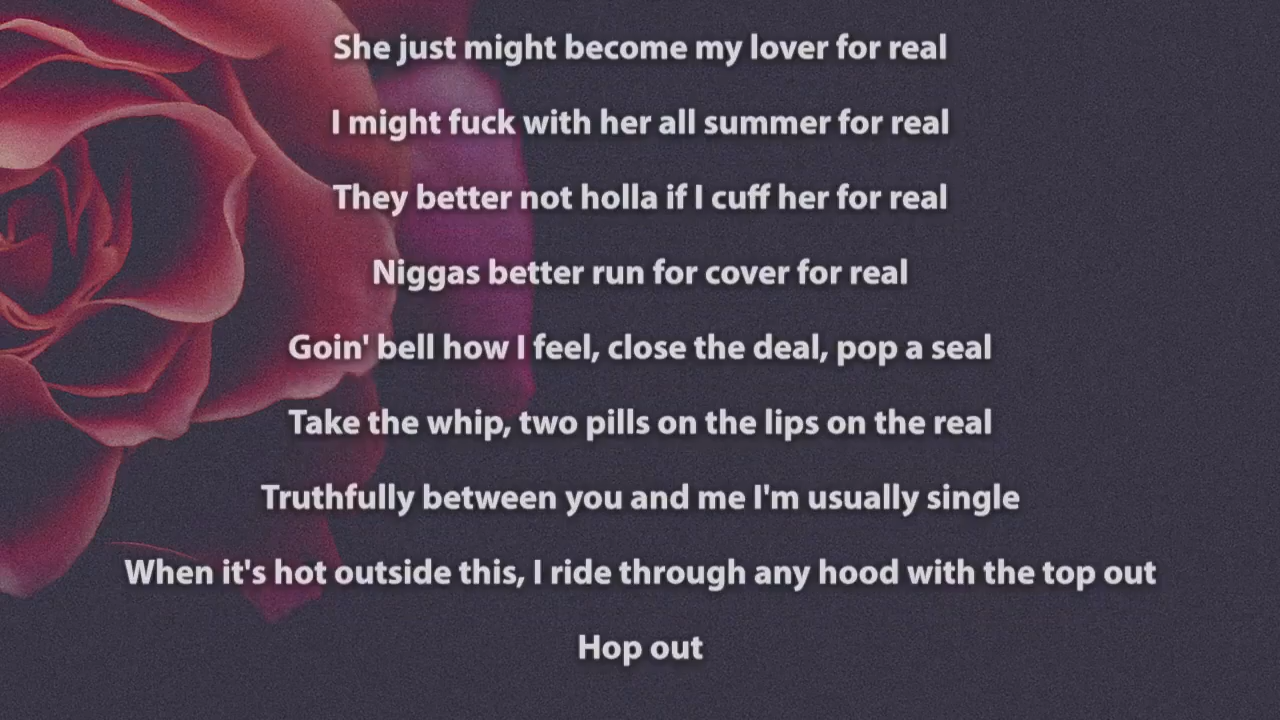 She just might become my lover for real
I might fuck with her all summer for real
They better not holla if I cuff her for real
Niggas better run for cover for real
Goin' bell how I feel, close the deal, pop a seal
Take the whip, two pills on the lips on the real
Truthfully between you and me I'm usually single
When it's hot outside this, I ride through any hood with the top out
Hop out